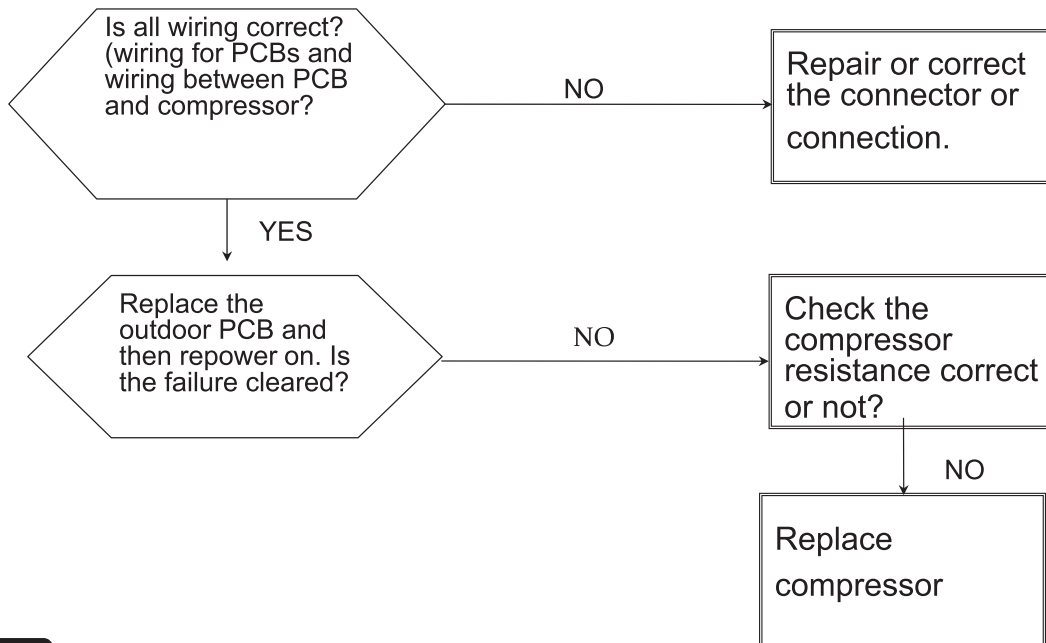 Is all wiring correct?
(wiring for PCBs and
wiring between PCB
and compressor?
NO
Repair or correct
the connector or
connection.
YES
Replace the
outdoor PCB and
then repower on. Is
the failure cleared?
NO
Check the
compressor
resistance correct
or not?
NO
Replace
compressor